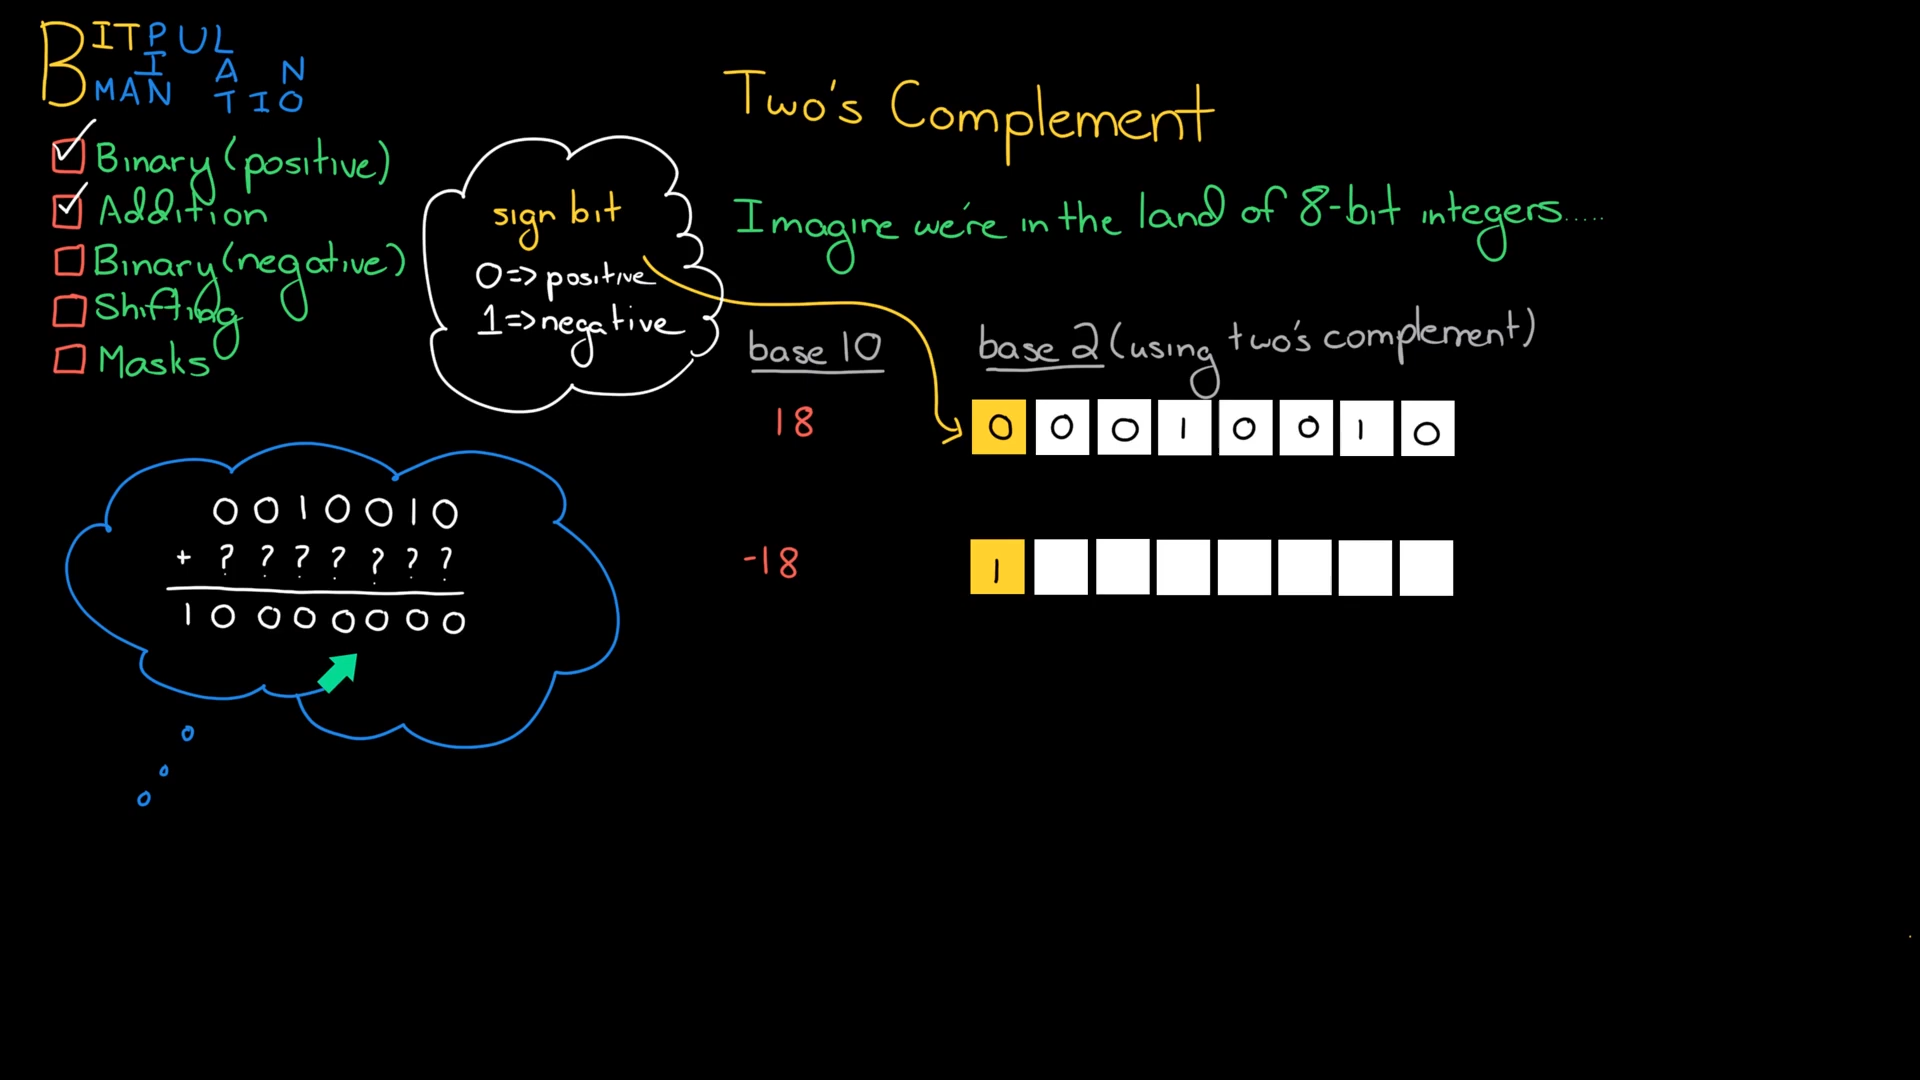 BIT MANIPULATION
Binary (positive)
Addition
Binary (negative)
Shifting
Masks
sign bit
0 => positive
1 => negative
Two's Complement
Imagine we're in the land of 8-bit integers.....
base 10
base 2 (using two's complement)
18
0 0 0 1 0 0 1 0
-18
1
0 0 1 0 0 1 0
+ ? ? ? ? ? ? ?
1 0 0 0 0 0 0 0